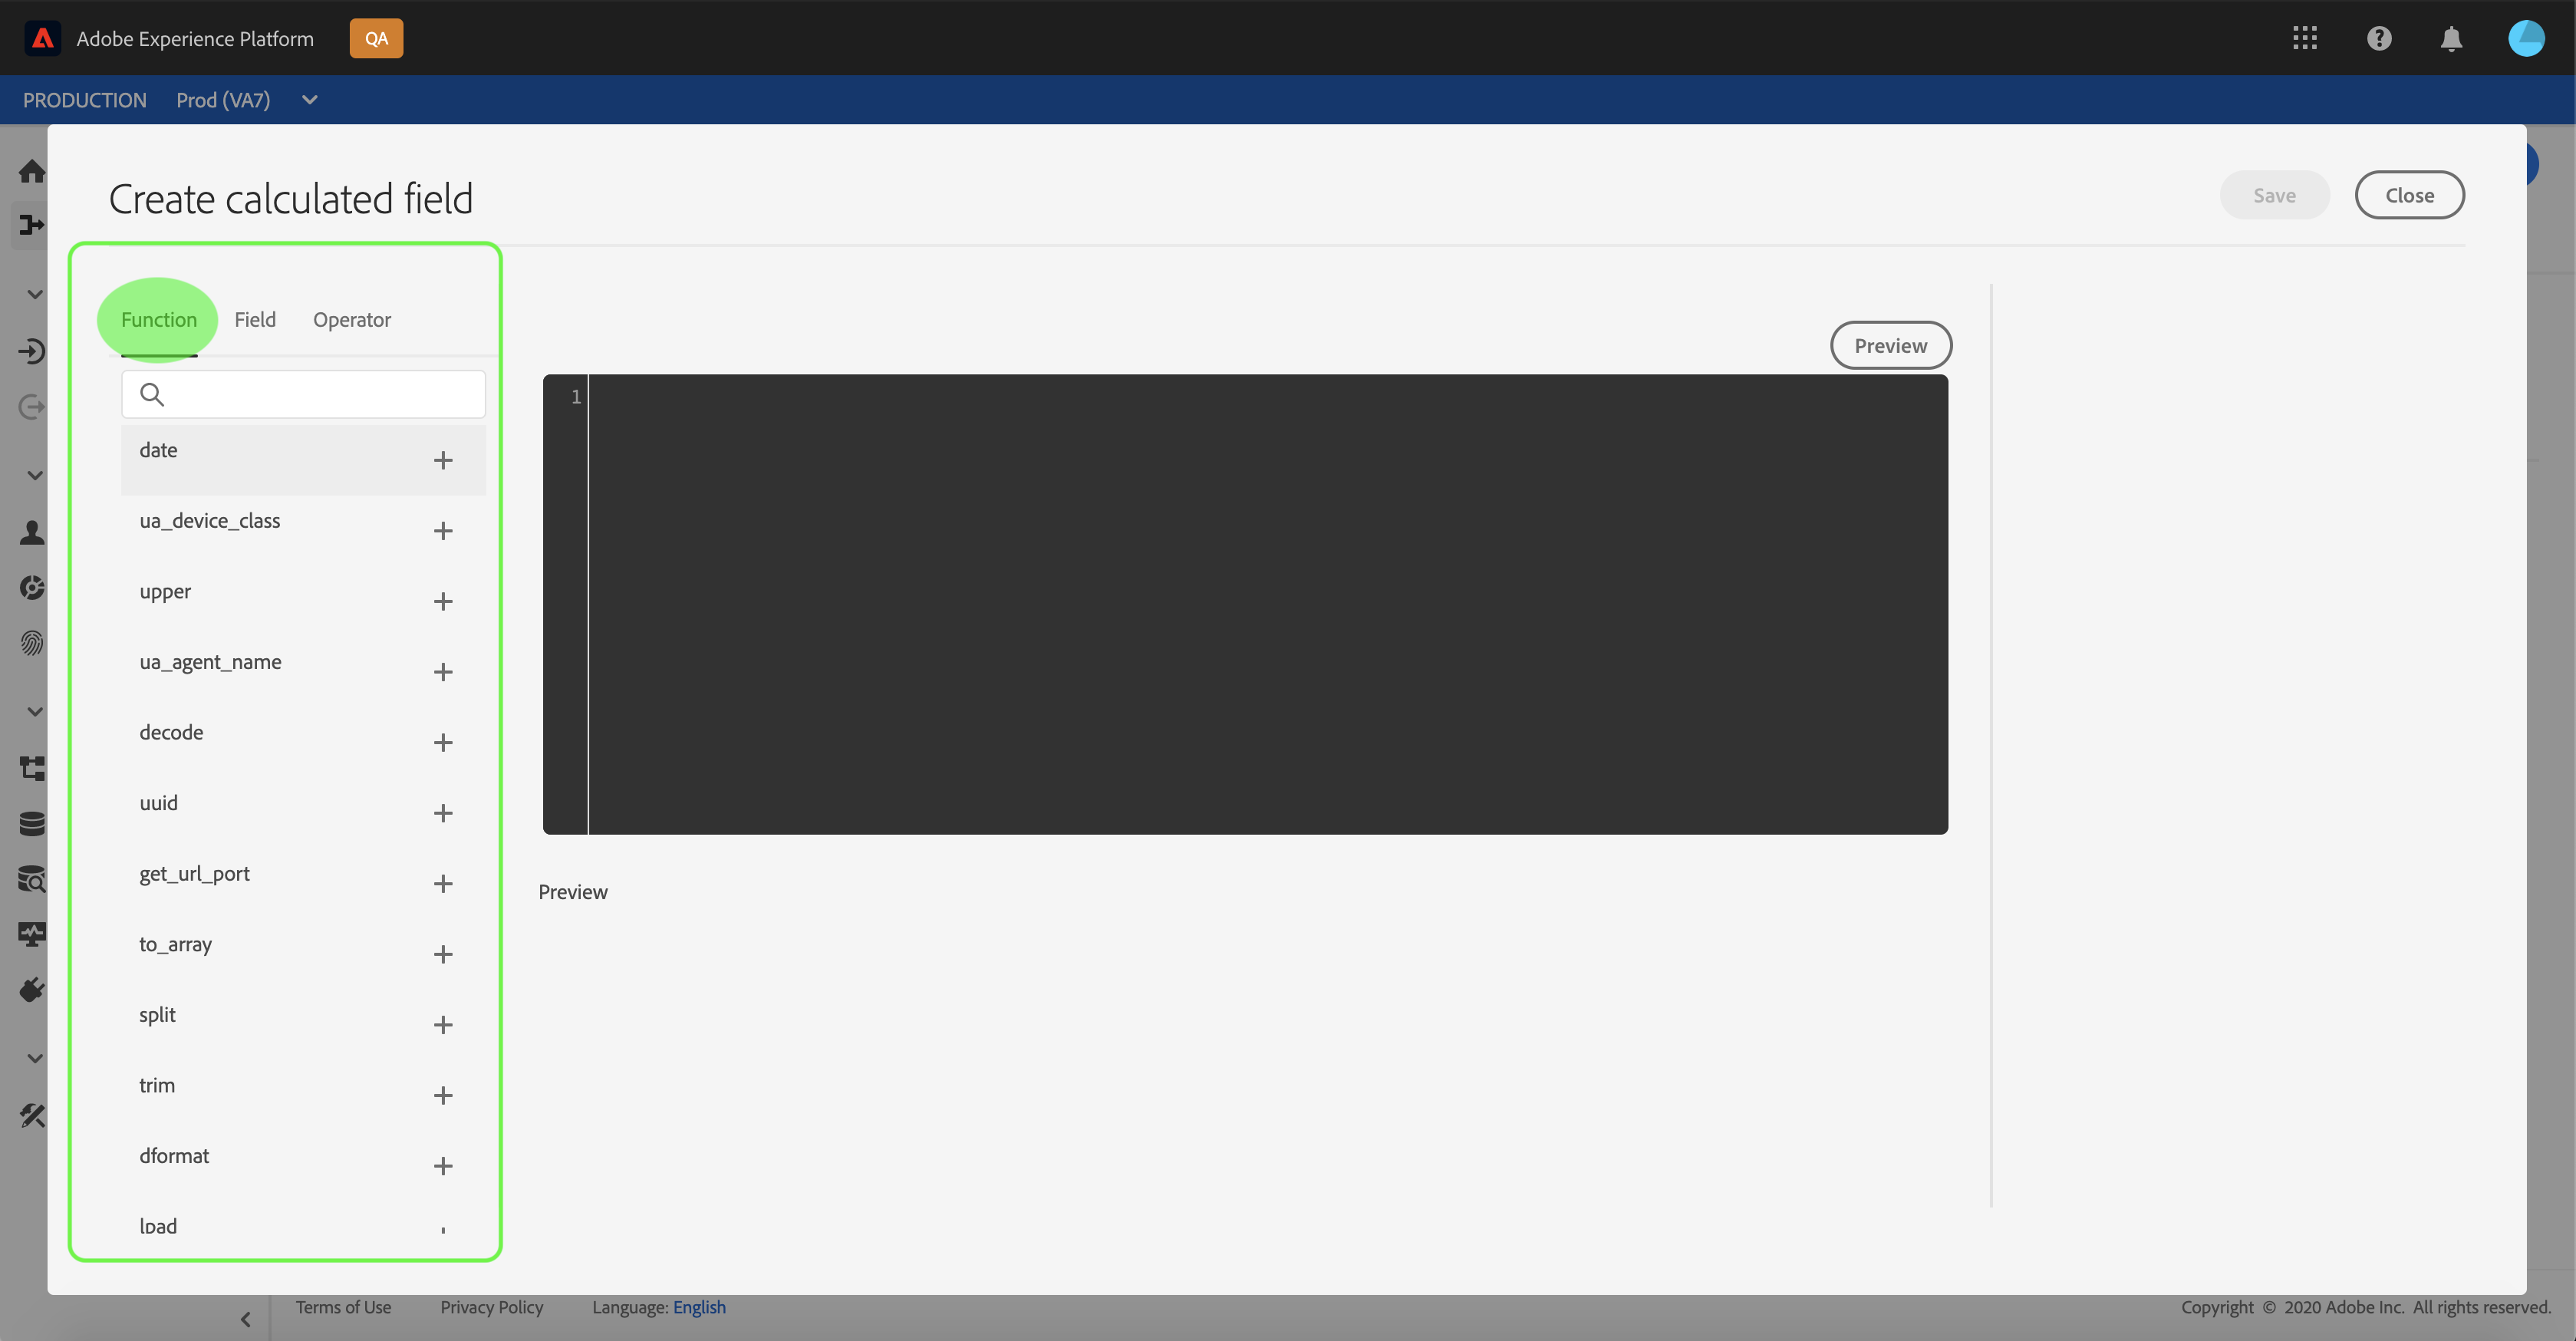 Adobe Experience Platform
QA
PRODUCTION Prod (VA7)
Create calculated field
Save
Close
Function Field Operator
Preview
1
date
ua_device_class
upper
ua_agent_name
decode
uuid
get_url_port
to_array
split
trim
dformat
lpad
Preview
Terms of Use Privacy Policy Language: English
Copyright © 2020 Adobe Inc. All rights reserved.